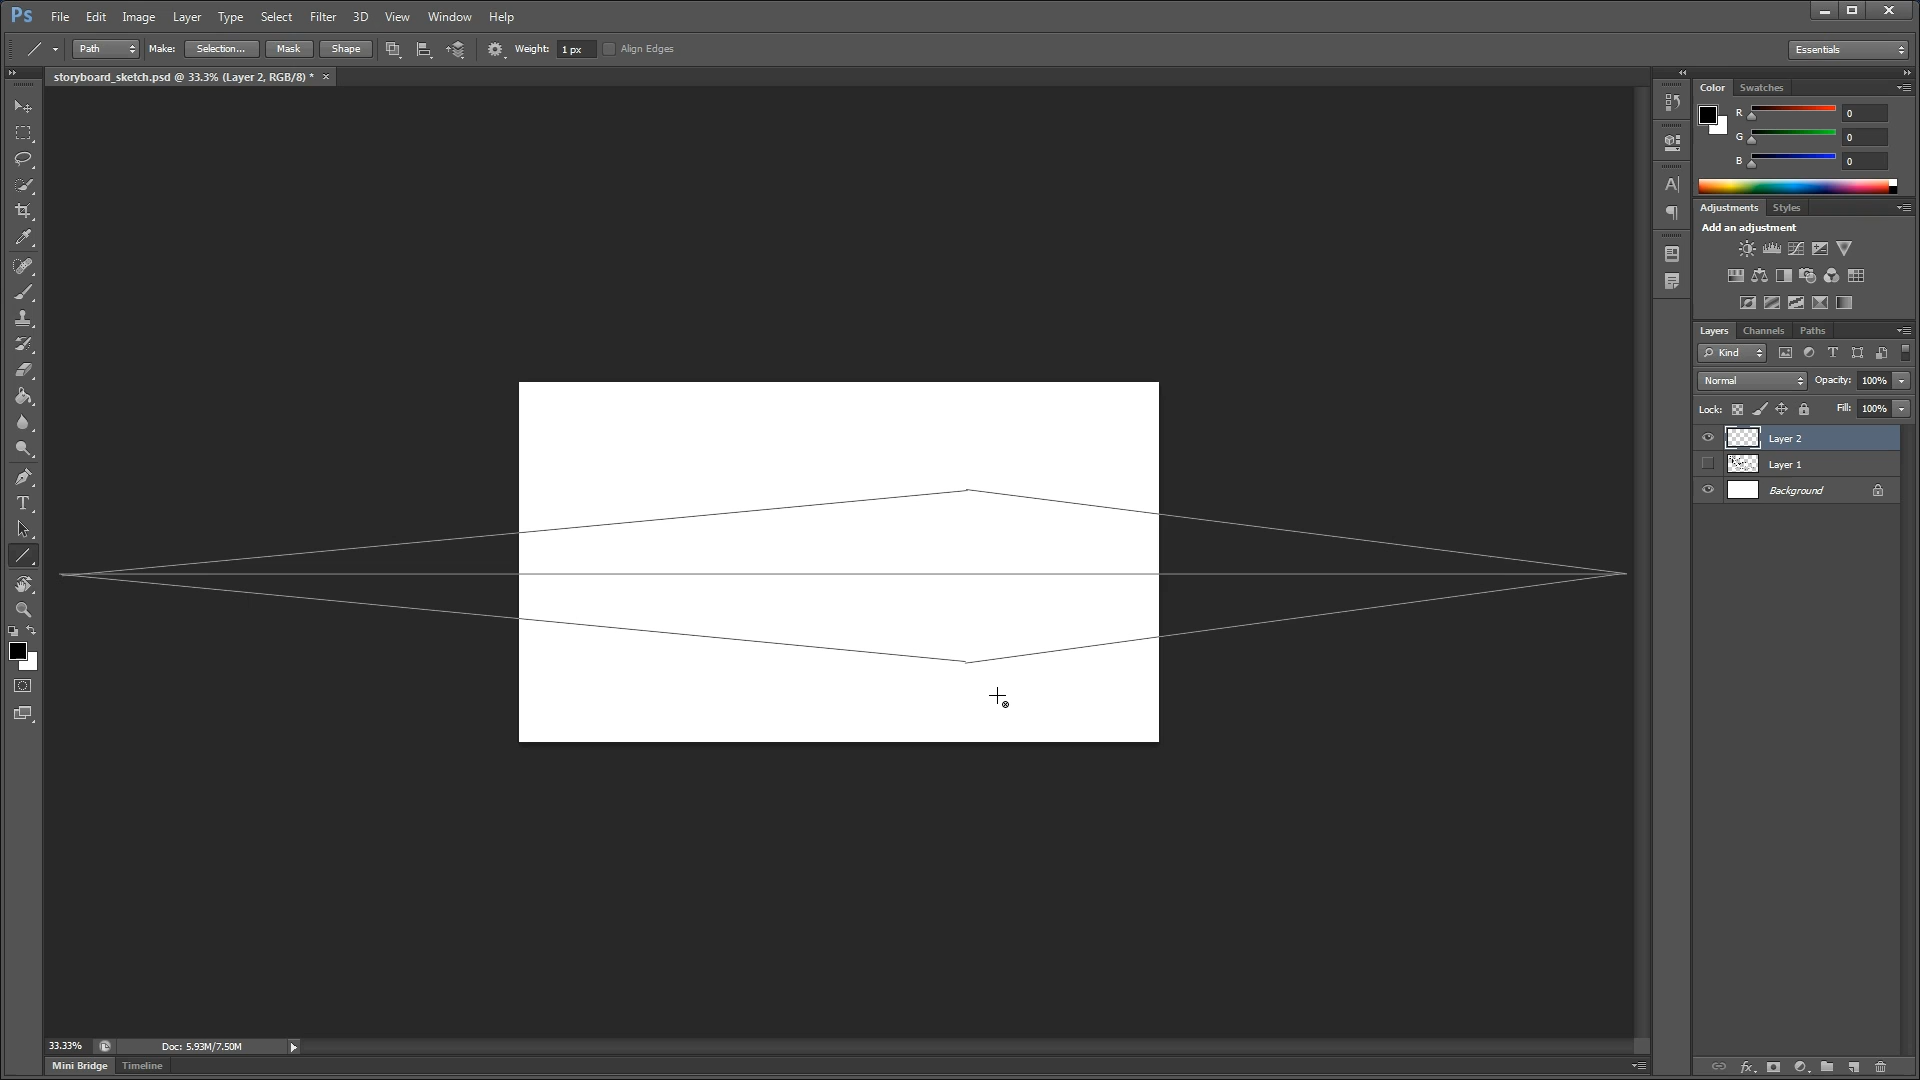 Ps File Edit Image Layer Type Select Filter 3D View Window Help
Path Make: Selection... Mask Shape Weight: 1 px Align Edges Essentials
storyboard_sketch.psd @ 33.3% (Layer 2, RGB/8) * ×
Color Swatches
R 0
G 0
B 0
Adjustments Styles
Add an adjustment
Layers Channels Paths
Kind
Normal Opacity: 100%
Lock: Fill: 100%
Layer 2
Layer 1
Background
33.33% Doc: 5.93M/7.50M
Mini Bridge Timeline